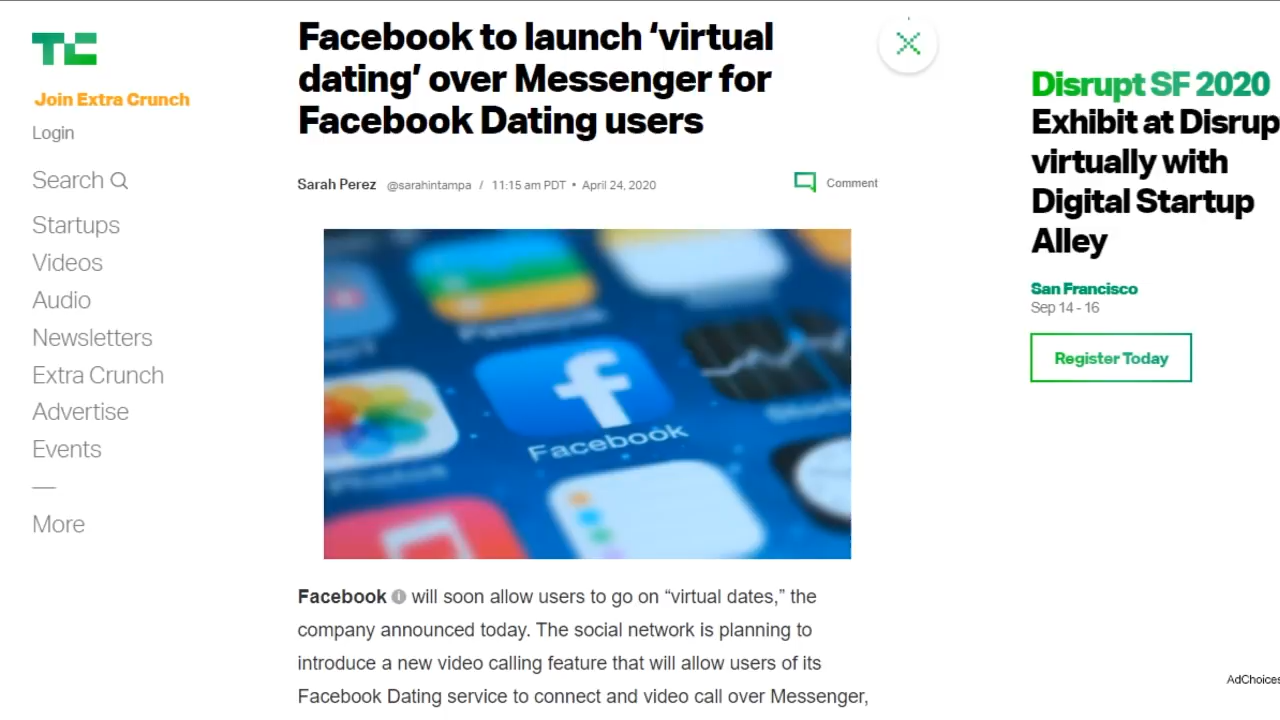 TC
Join Extra Crunch
Login
Search
Startups
Videos
Audio
Newsletters
Extra Crunch
Advertise
Events
—
More
Facebook to launch ‘virtual
dating’ over Messenger for
Facebook Dating users
Sarah Perez @sarahintampa / 11:15 am PDT • April 24, 2020
Comment
Facebook
Photos
Facebook will soon allow users to go on “virtual dates,” the
company announced today. The social network is planning to
introduce a new video calling feature that will allow users of its
Facebook Dating service to connect and video call over Messenger,
Disrupt SF 2020
Exhibit at Disrup
virtually with
Digital Startup
Alley
San Francisco
Sep 14 - 16
Register Today
AdChoices